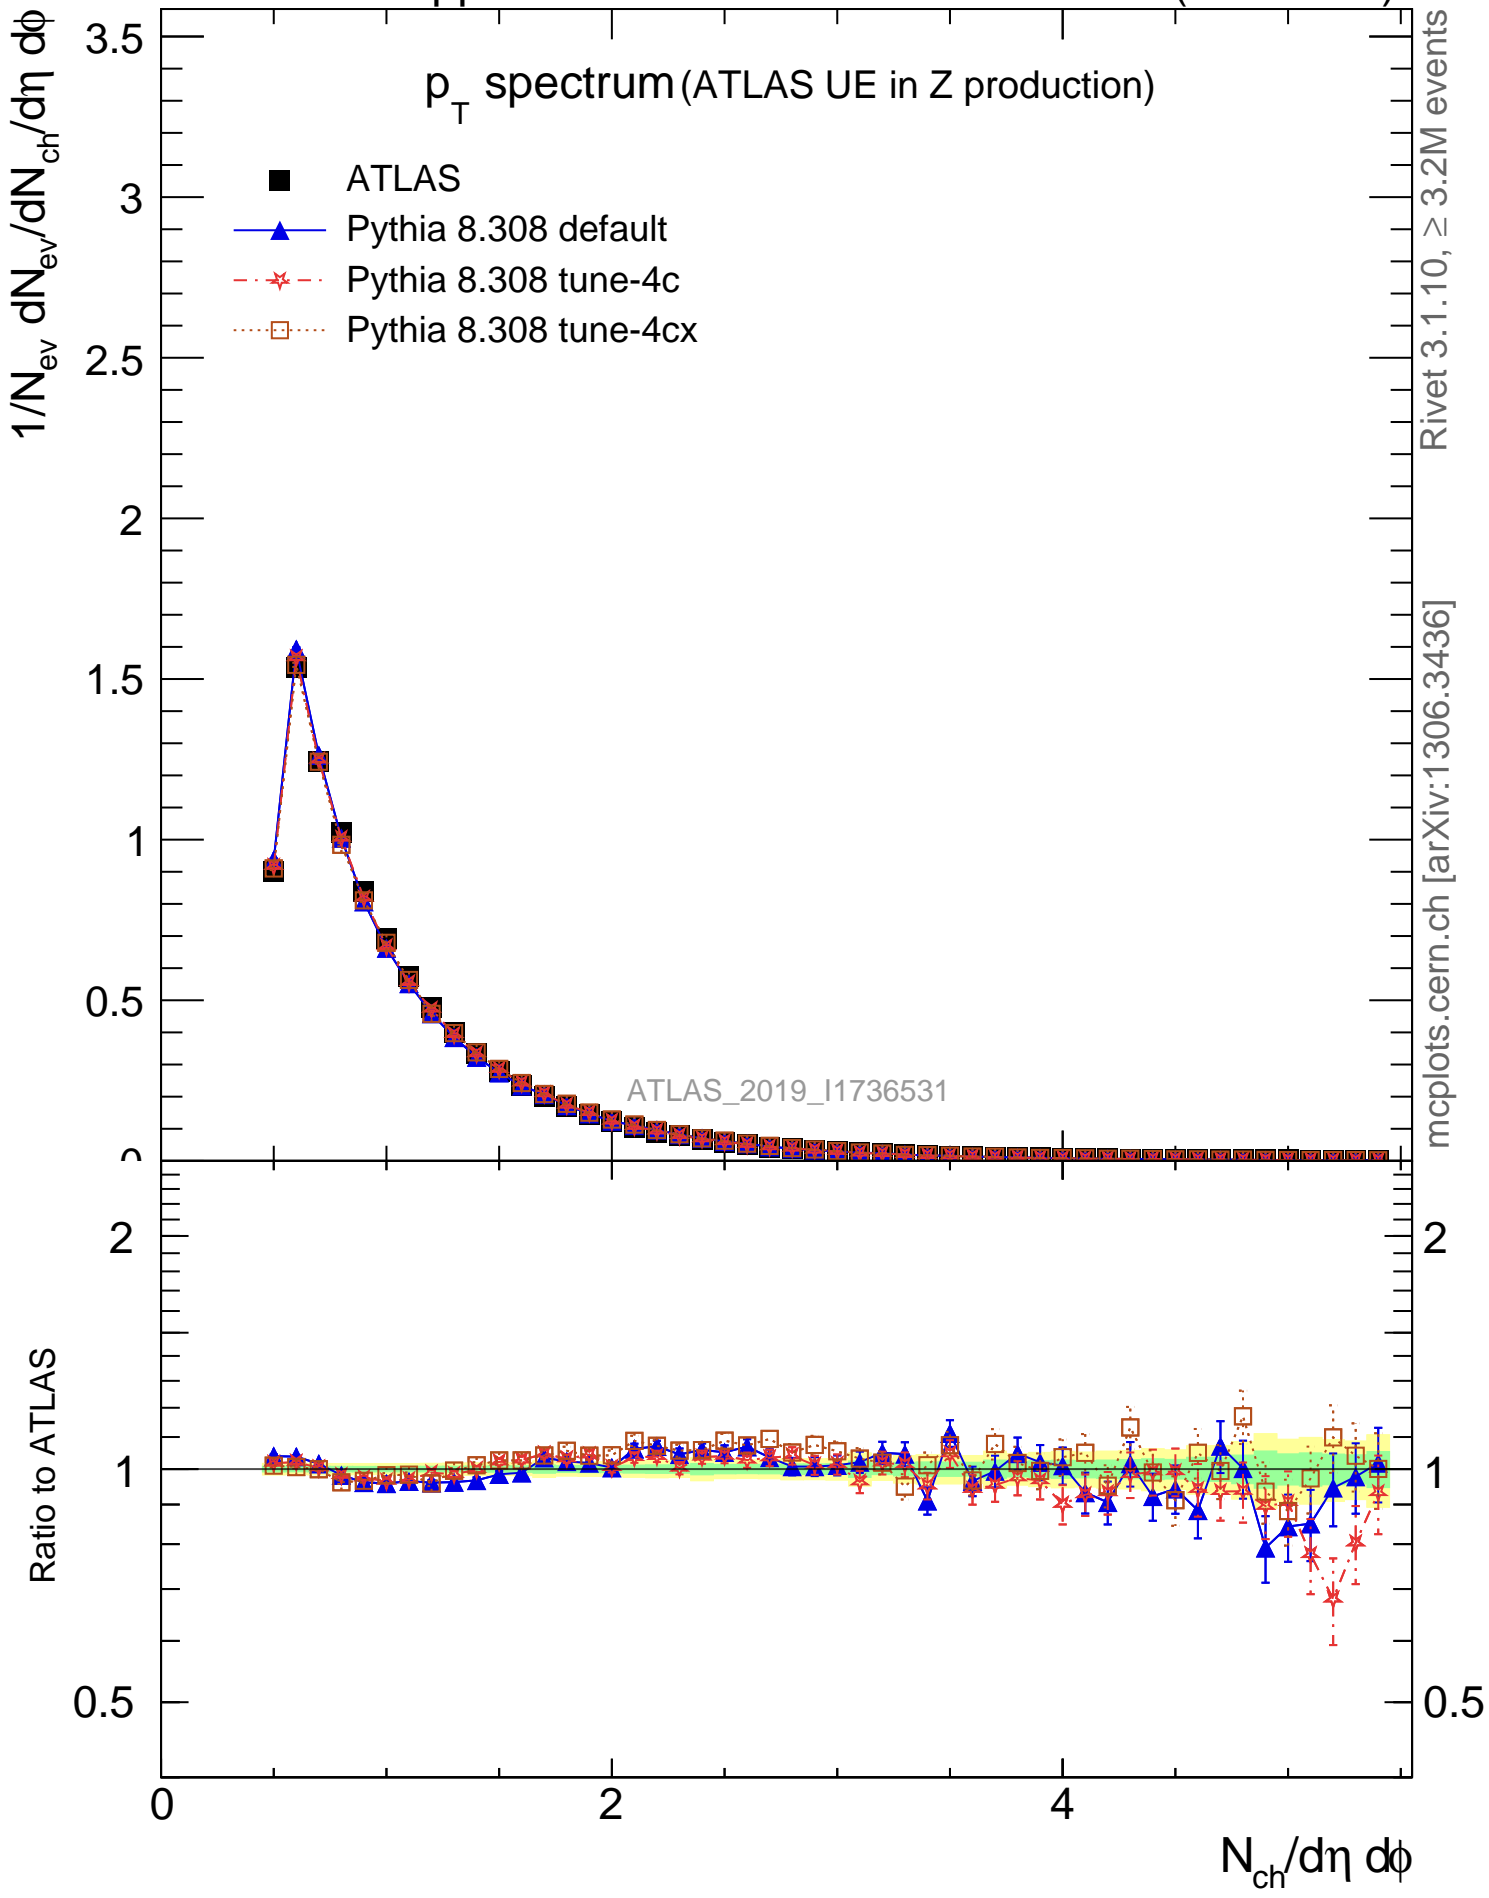 pp
p_T spectrum (ATLAS UE in Z production)
1/N_ev dN_ev/dN_ch/dη dϕ
ATLAS
Pythia 8.308 default
Pythia 8.308 tune-4c
Pythia 8.308 tune-4cx
3.5
3
2.5
2
1.5
1
0.5
0
ATLAS_2019_I1736531
Rivet 3.1.10, ≥ 3.2M events
mcplots.cern.ch [arXiv:1306.3436]
Ratio to ATLAS
2
1
0.5
2
1
0.5
0
2
4
N_ch/dη dϕ